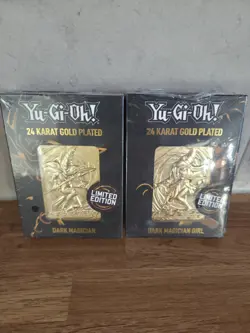 Yu-Gi-Oh!
24 KARAT GOLD PLATED
LIMITED
EDITION
DARK MAGICIAN
Yu-Gi-Oh!
24 KARAT GOLD PLATED
LIMITED
EDITION
DARK MAGICIAN GIRL